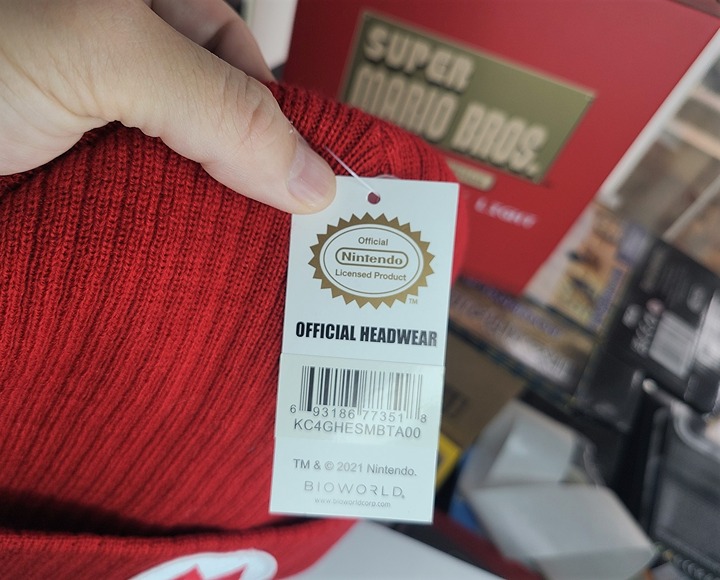 SUPER
MARIO BROS.
LIGHT
Official
Nintendo
Licensed Product
TM
OFFICIAL HEADWEAR
6 93186 77351 8
KC4GHESMBTA00
TM & © 2021 Nintendo.
BIOWORLD
www.bioworldcorp.com